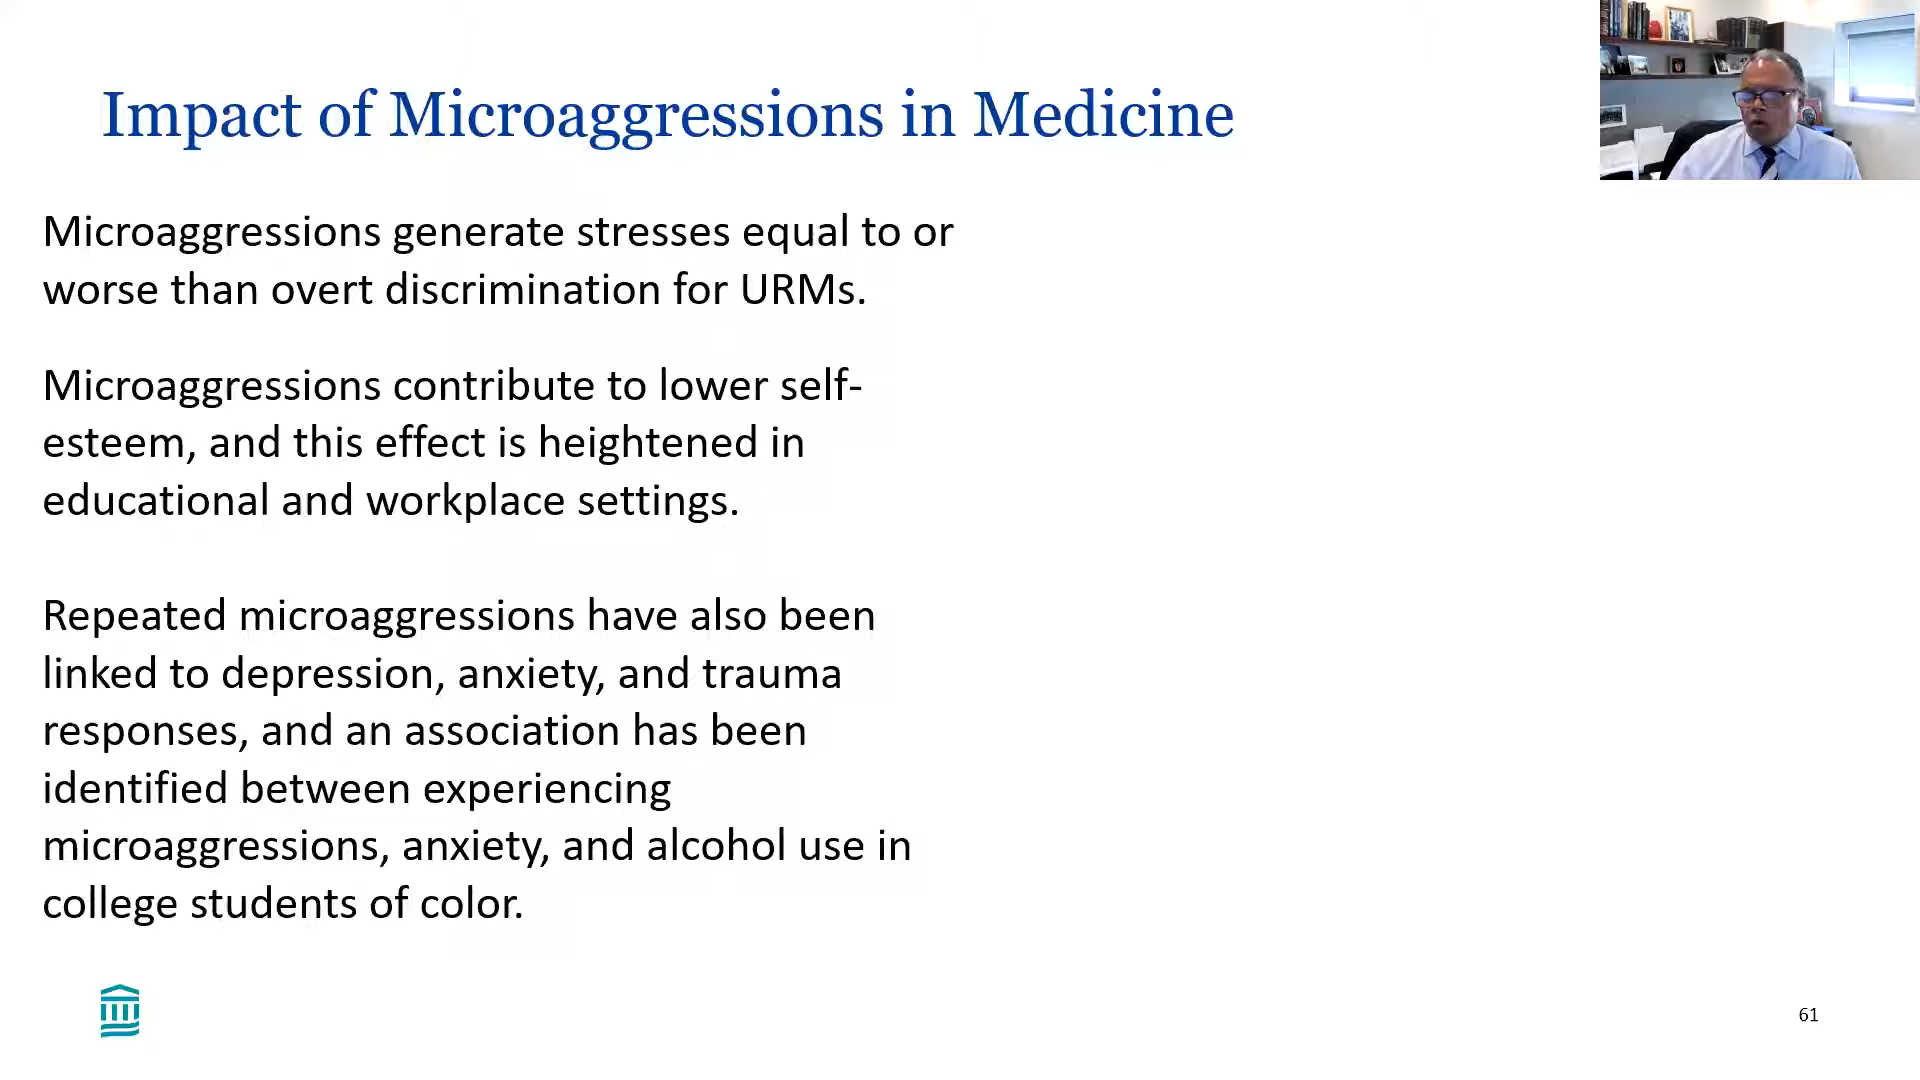 Impact of Microaggressions in Medicine
Microaggressions generate stresses equal to or
worse than overt discrimination for URMs.
Microaggressions contribute to lower self-
esteem, and this effect is heightened in
educational and workplace settings.
Repeated microaggressions have also been
linked to depression, anxiety, and trauma
responses, and an association has been
identified between experiencing
microaggressions, anxiety, and alcohol use in
college students of color.
61